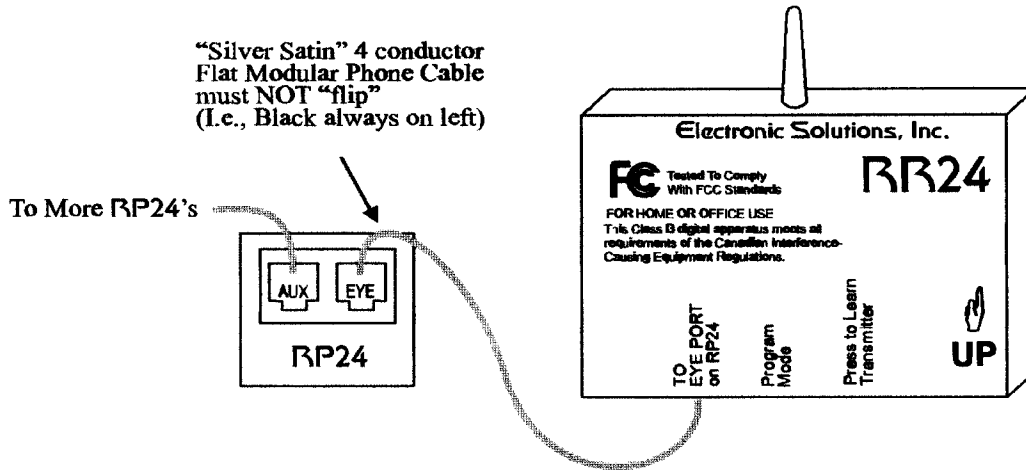 “Silver Satin” 4 conductor
Flat Modular Phone Cable
must NOT “flip”
(I.e., Black always on left)
To More RP24's
AUX
EYE
RP24
Electronic Solutions, Inc.
FC
Tested To Comply
With FCC Standards
RR24
FOR HOME OR OFFICE USE
This Class B digital apparatus meets all
requirements of the Canadian Interference-
Causing Equipment Regulations.
TO
EYE PORT
on RP24
Program
Mode
Press to Learn
Transmitter
UP